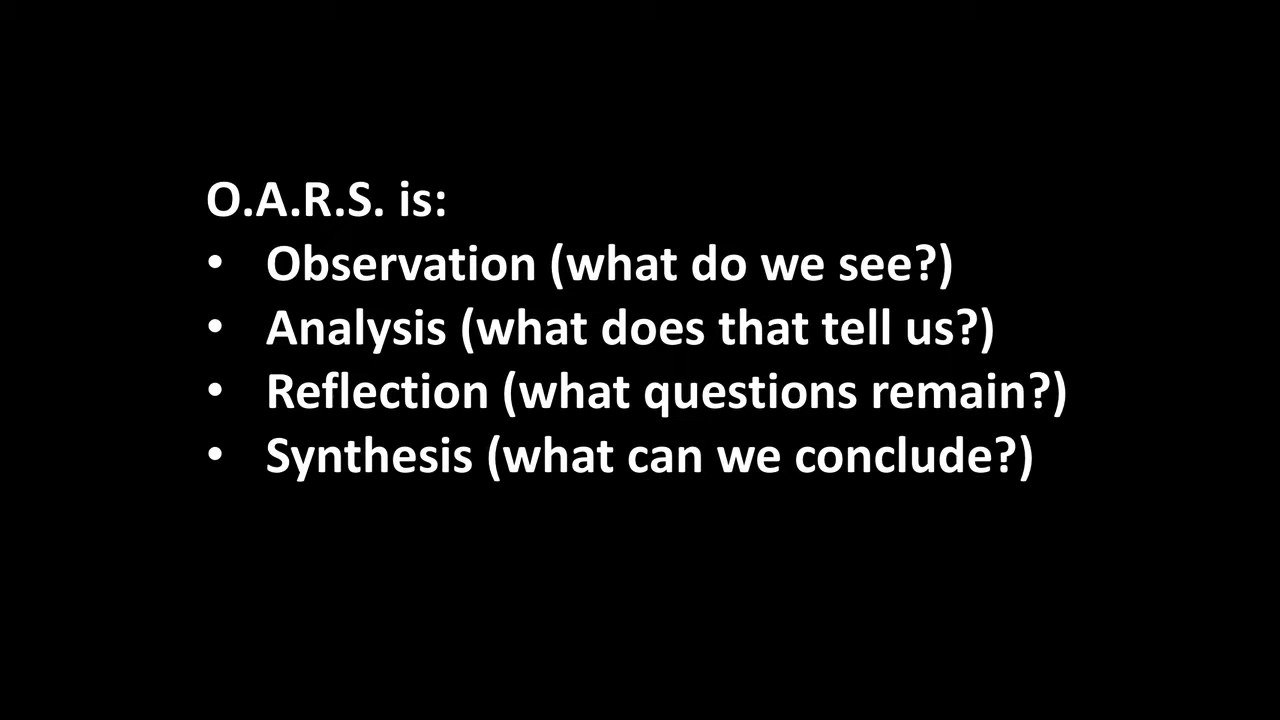 O.A.R.S. is:
• Observation (what do we see?)
• Analysis (what does that tell us?)
• Reflection (what questions remain?)
• Synthesis (what can we conclude?)